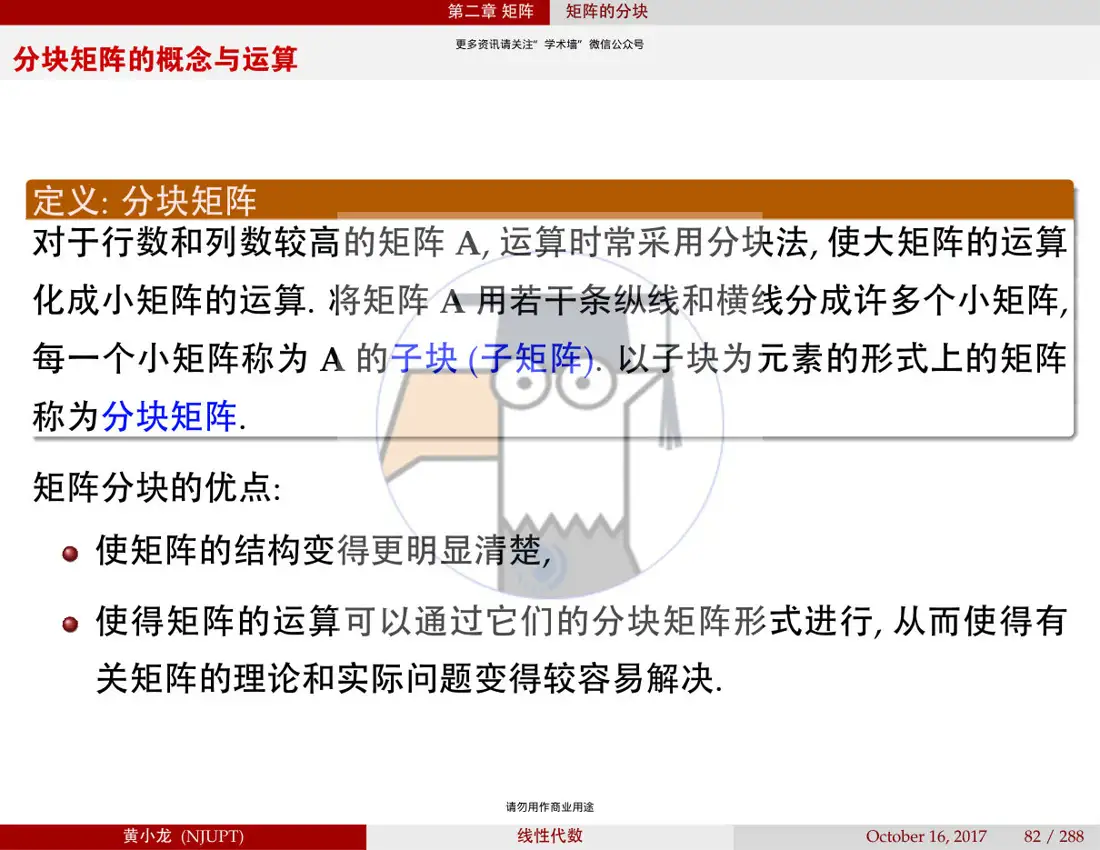 第二章 矩阵 矩阵的分块
更多资讯请关注“学术墙”微信公众号
分块矩阵的概念与运算
定义: 分块矩阵
对于行数和列数较高的矩阵 A, 运算时常采用分块法, 使大矩阵的运算
化成小矩阵的运算. 将矩阵 A 用若干条纵线和横线分成许多个小矩阵,
每一个小矩阵称为 A 的子块 (子矩阵). 以子块为元素的形式上的矩阵
称为分块矩阵.
矩阵分块的优点:
使矩阵的结构变得更明显清楚,
使得矩阵的运算可以通过它们的分块矩阵形式进行, 从而使得有
关矩阵的理论和实际问题变得较容易解决.
请勿用作商业用途
黄小龙 (NJUPT) 线性代数 October 16, 2017 82 / 288